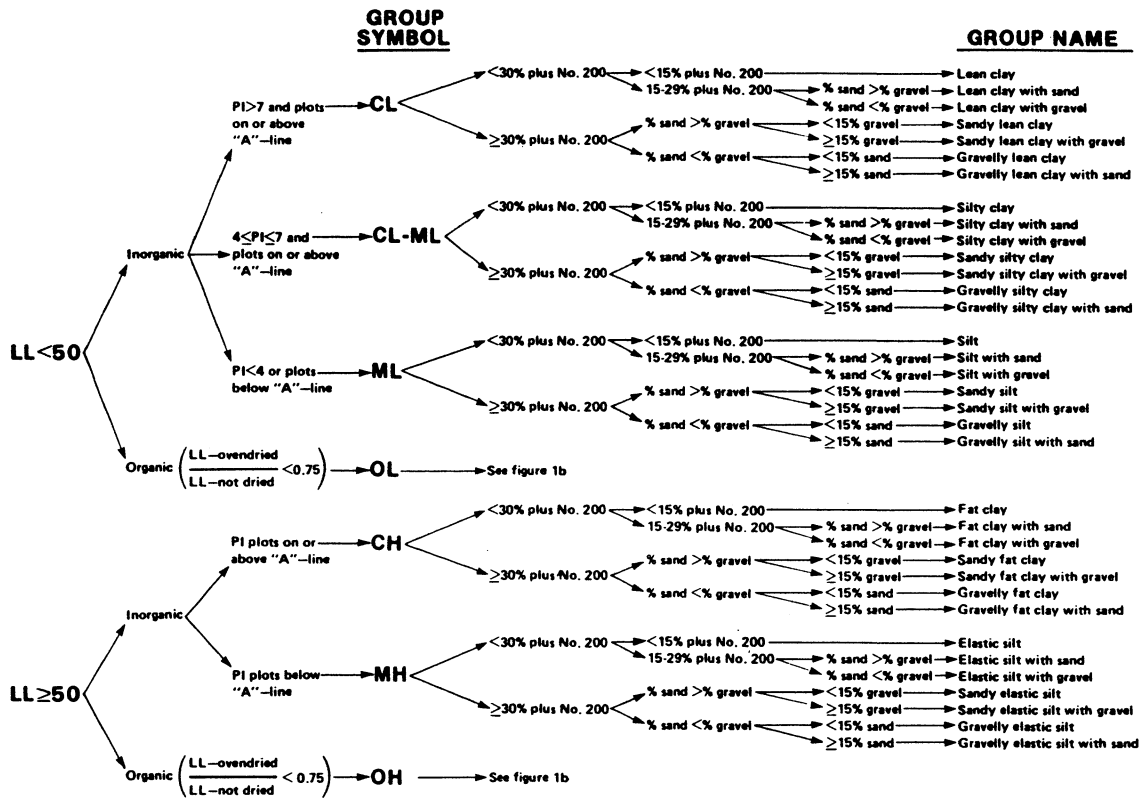 GROUP SYMBOL
GROUP NAME
LL<50
Inorganic
PI>7 and plots on or above "A"—line
CL
<30% plus No. 200
<15% plus No. 200
Lean clay
15-29% plus No. 200
% sand >% gravel
Lean clay with sand
% sand <% gravel
Lean clay with gravel
≥30% plus No. 200
% sand >% gravel
<15% gravel
Sandy lean clay
≥15% gravel
Sandy lean clay with gravel
% sand <% gravel
<15% sand
Gravelly lean clay
≥15% sand
Gravelly lean clay with sand
4≤PI≤7 and plots on or above "A"—line
CL-ML
<30% plus No. 200
<15% plus No. 200
Silty clay
15-29% plus No. 200
% sand >% gravel
Silty clay with sand
% sand <% gravel
Silty clay with gravel
≥30% plus No. 200
% sand >% gravel
<15% gravel
Sandy silty clay
≥15% gravel
Sandy silty clay with gravel
% sand <% gravel
<15% sand
Gravelly silty clay
≥15% sand
Gravelly silty clay with sand
PI<4 or plots below "A"—line
ML
<30% plus No. 200
<15% plus No. 200
Silt
15-29% plus No. 200
% sand >% gravel
Silt with sand
% sand <% gravel
Silt with gravel
≥30% plus No. 200
% sand >% gravel
<15% gravel
Sandy silt
≥15% gravel
Sandy silt with gravel
% sand <% gravel
<15% sand
Gravelly silt
≥15% sand
Gravelly silt with sand
Organic (LL—ovendried / LL—not dried <0.75)
OL
See figure 1b
LL≥50
Inorganic
PI plots on or above "A"—line
CH
<30% plus No. 200
<15% plus No. 200
Fat clay
15-29% plus No. 200
% sand >% gravel
Fat clay with sand
% sand <% gravel
Fat clay with gravel
≥30% plus No. 200
% sand >% gravel
<15% gravel
Sandy fat clay
≥15% gravel
Sandy fat clay with gravel
% sand <% gravel
<15% sand
Gravelly fat clay
≥15% sand
Gravelly fat clay with sand
PI plots below "A"—line
MH
<30% plus No. 200
<15% plus No. 200
Elastic silt
15-29% plus No. 200
% sand >% gravel
Elastic silt with sand
% sand <% gravel
Elastic silt with gravel
≥30% plus No. 200
% sand >% gravel
<15% gravel
Sandy elastic silt
≥15% gravel
Sandy elastic silt with gravel
% sand <% gravel
<15% sand
Gravelly elastic silt
≥15% sand
Gravelly elastic silt with sand
Organic (LL—ovendried / LL—not dried <0.75)
OH
See figure 1b